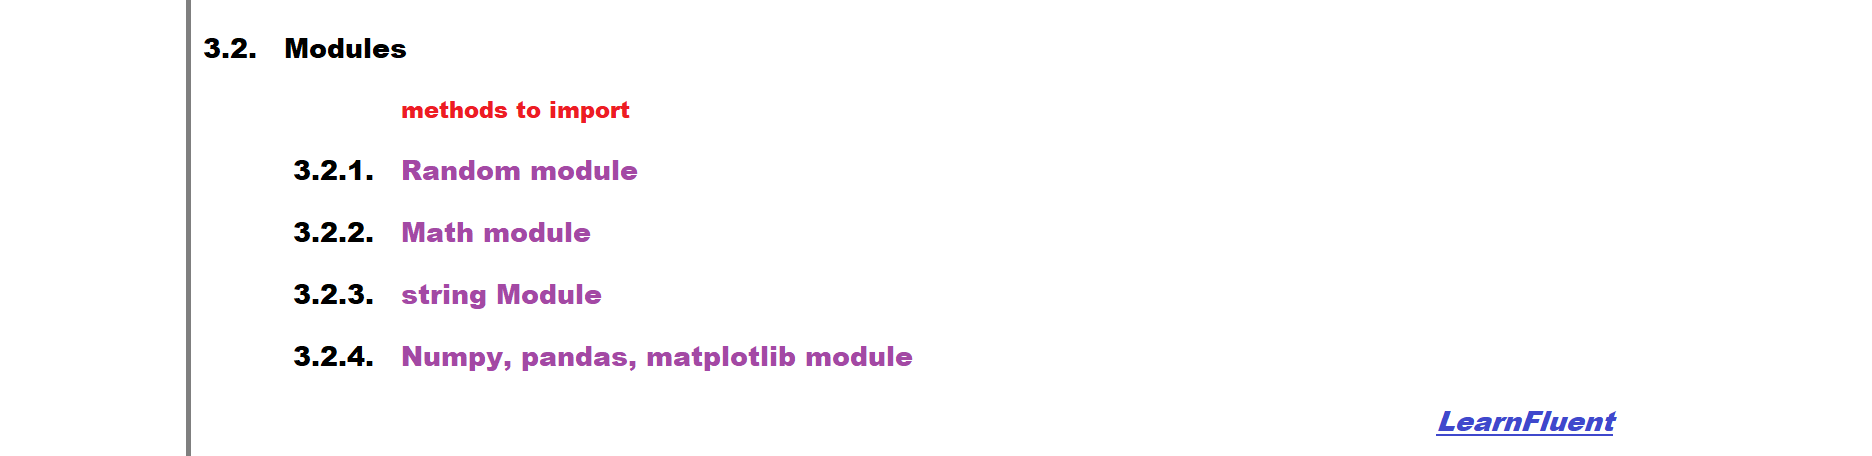 3.2. Modules
methods to import
3.2.1. Random module
3.2.2. Math module
3.2.3. string Module
3.2.4. Numpy, pandas, matplotlib module
LearnFluent